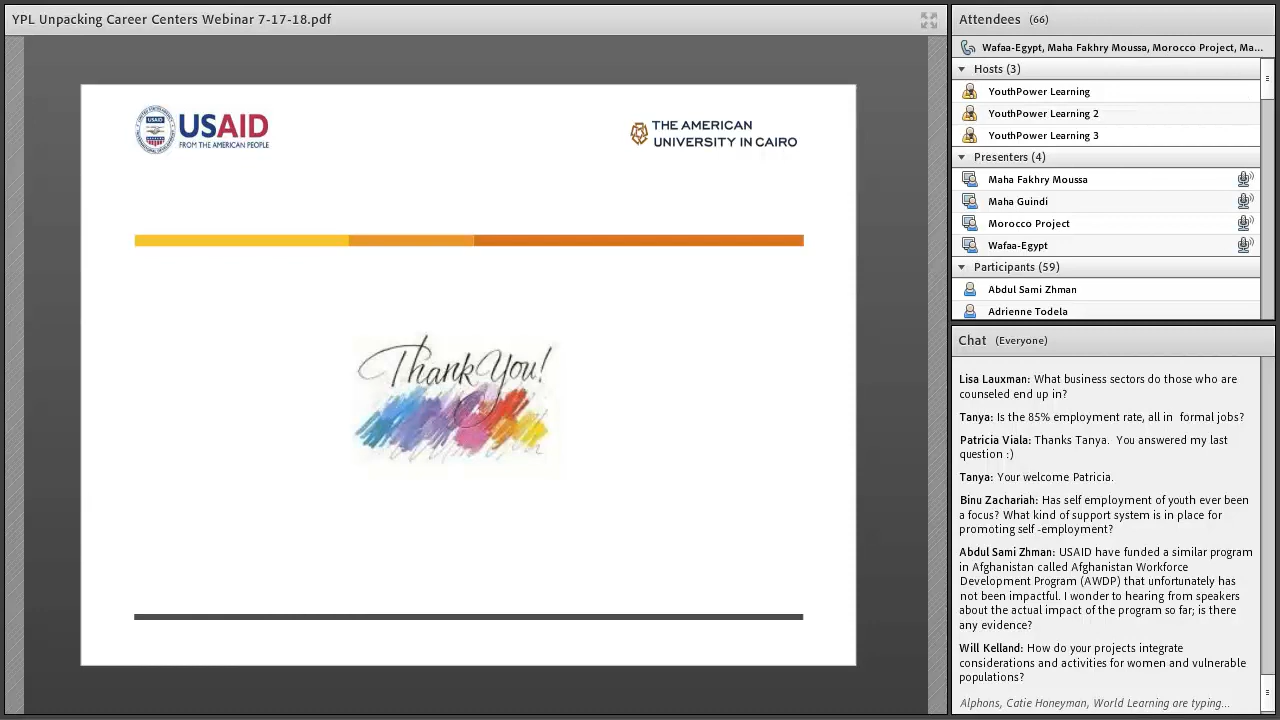 YPL Unpacking Career Centers Webinar 7-17-18.pdf
USAID
USAID
FROM THE AMERICAN PEOPLE
THE AMERICAN
UNIVERSITY IN CAIRO
Thank You!
Attendees (66)
Wafaa-Egypt, Maha Fakhry Moussa, Morocco Project, Ma...
Hosts (3)
YouthPower Learning
YouthPower Learning 2
YouthPower Learning 3
Presenters (4)
Maha Fakhry Moussa
Maha Guindi
Morocco Project
Wafaa-Egypt
Participants (59)
Abdul Sami Zhman
Adrienne Todela
Chat (Everyone)
Lisa Lauxman: What business sectors do those who are
counseled end up in?
Tanya: Is the 85% employment rate, all in formal jobs?
Patricia Viala: Thanks Tanya. You answered my last
question :)
Tanya: Your welcome Patricia.
Binu Zachariah: Has self employment of youth ever been
a focus? What kind of support system is in place for
promoting self -employment?
Abdul Sami Zhman: USAID have funded a similar program
in Afghanistan called Afghanistan Workforce
Development Program (AWDP) that unfortunately has
not been impactful. I wonder to hearing from speakers
about the actual impact of the program so far; is there
any evidence?
Will Kelland: How do your projects integrate
considerations and activities for women and vulnerable
populations?
Alphons, Catie Honeyman, World Learning are typing...